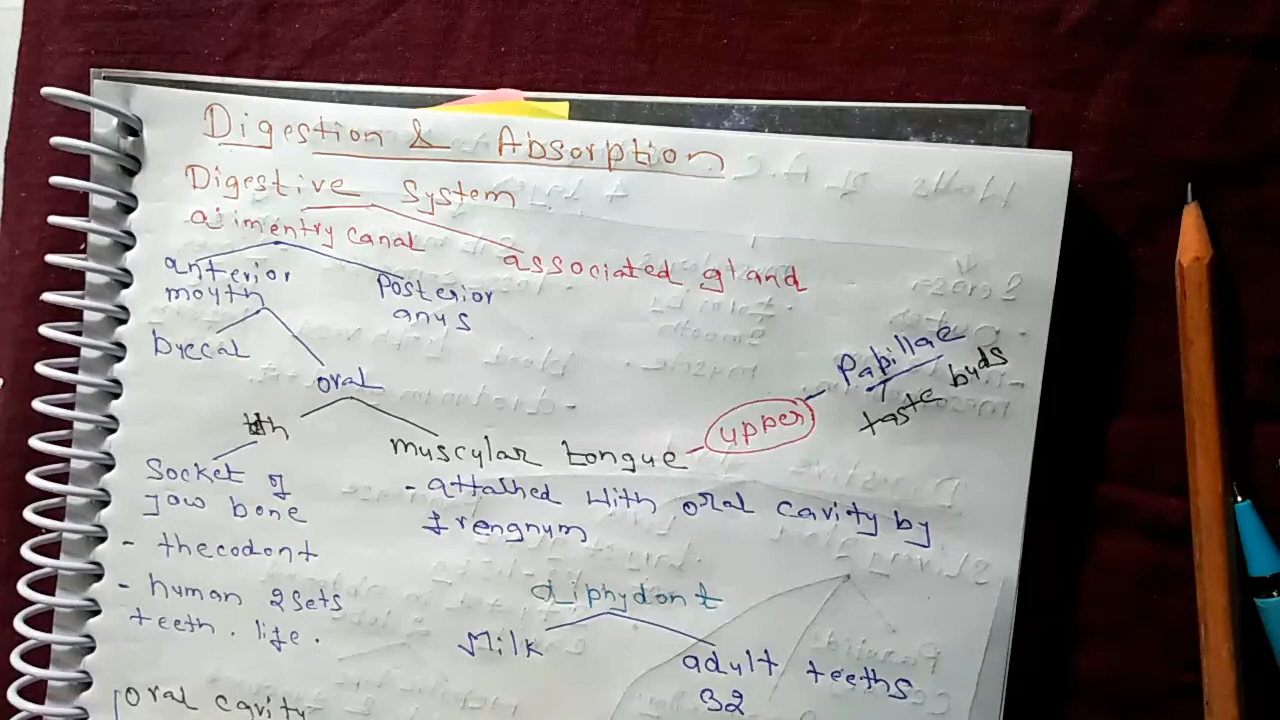 Digestion & Absorption
Digestive System
alimentry canal
associated gland
anterior
mouth
posterior
anus
buccal
oral
Papillae
taste buds
upper
muscular tongue
Socket of
jaw bone
- attashed with oral cavity by
frengnum
- thecodont
- human 2 sets
teeth. life.
diphydont
Milk
adult teeths
32
oral cavity